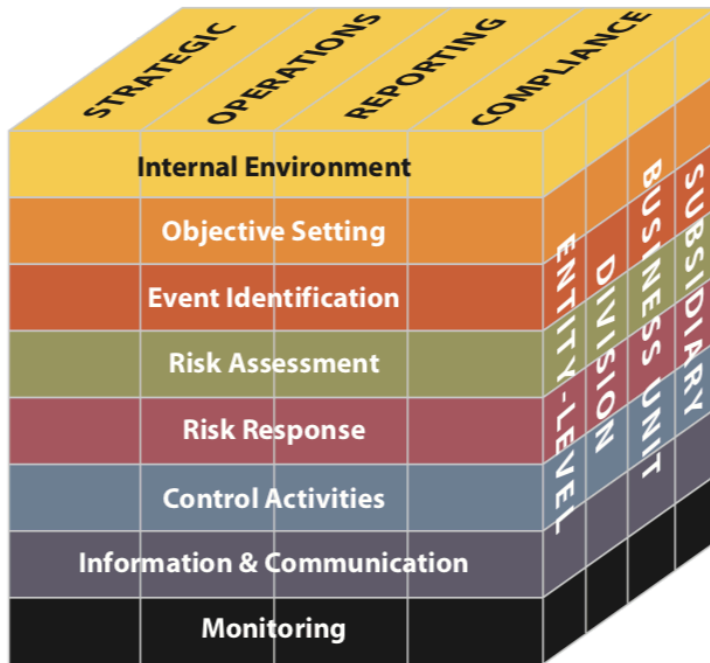 STRATEGIC
OPERATIONS
REPORTING
COMPLIANCE
Internal Environment
Objective Setting
Event Identification
Risk Assessment
Risk Response
Control Activities
Information & Communication
Monitoring
ENTITY-LEVEL
DIVISION
BUSINESS UNIT
SUBSIDIARY